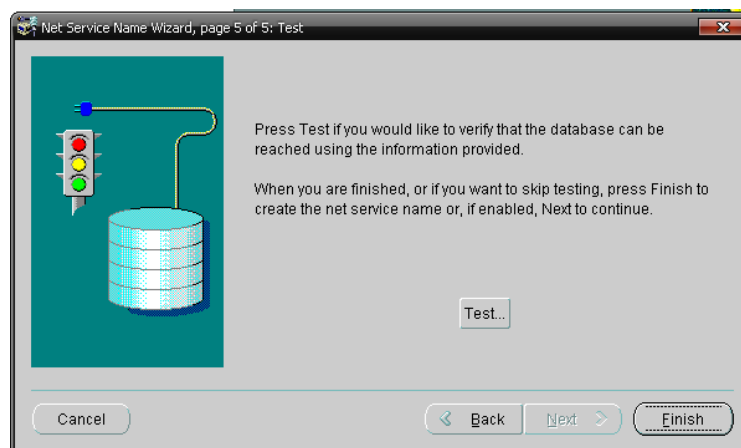 Net Service Name Wizard, page 5 of 5: Test
Press Test if you would like to verify that the database can be
reached using the information provided.
When you are finished, or if you want to skip testing, press Finish to
create the net service name or, if enabled, Next to continue.
Test...
Cancel
Back
Next
Finish